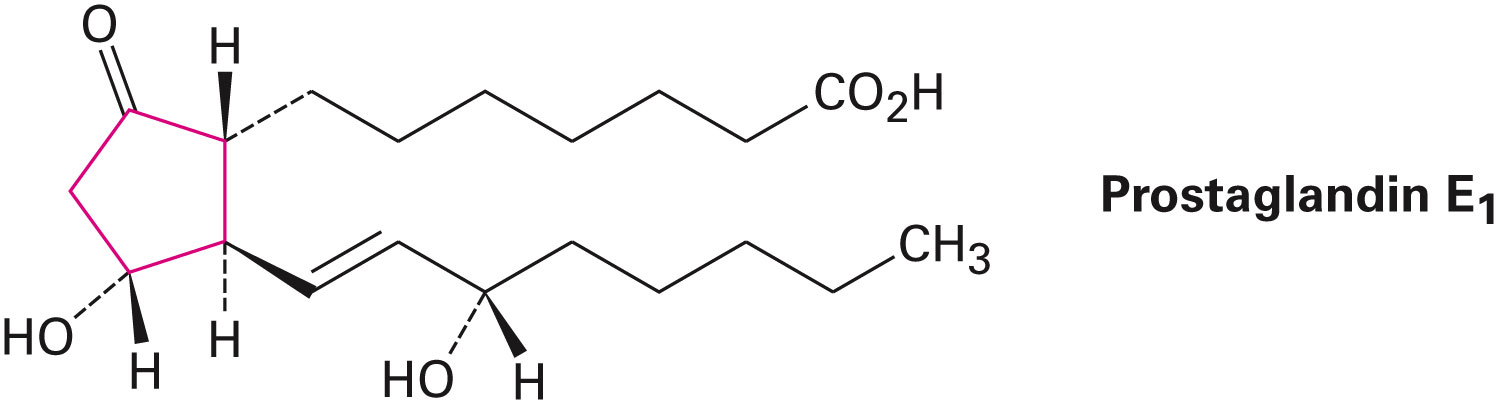 O
H
CO₂H
Prostaglandin E₁
CH₃
HO
H
H
HO
H